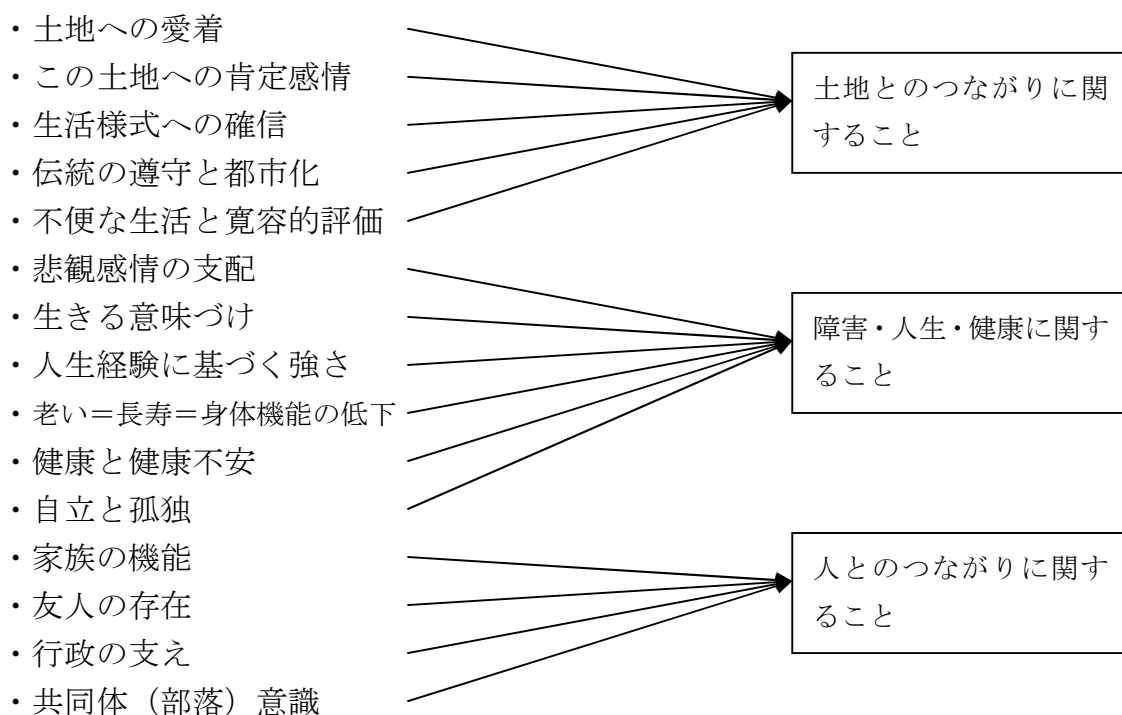 ・土地への愛着
・この土地への肯定感情
・生活様式への確信
・伝統の遵守と都市化
・不便な生活と寛容的評価
・悲観感情の支配
・生きる意味づけ
・人生経験に基づく強さ
・老い＝長寿＝身体機能の低下
・健康と健康不安
・自立と孤独
・家族の機能
・友人の存在
・行政の支え
・共同体（部落）意識
土地とのつながりに関
すること
障害・人生・健康に関す
ること
人とのつながりに関す
ること